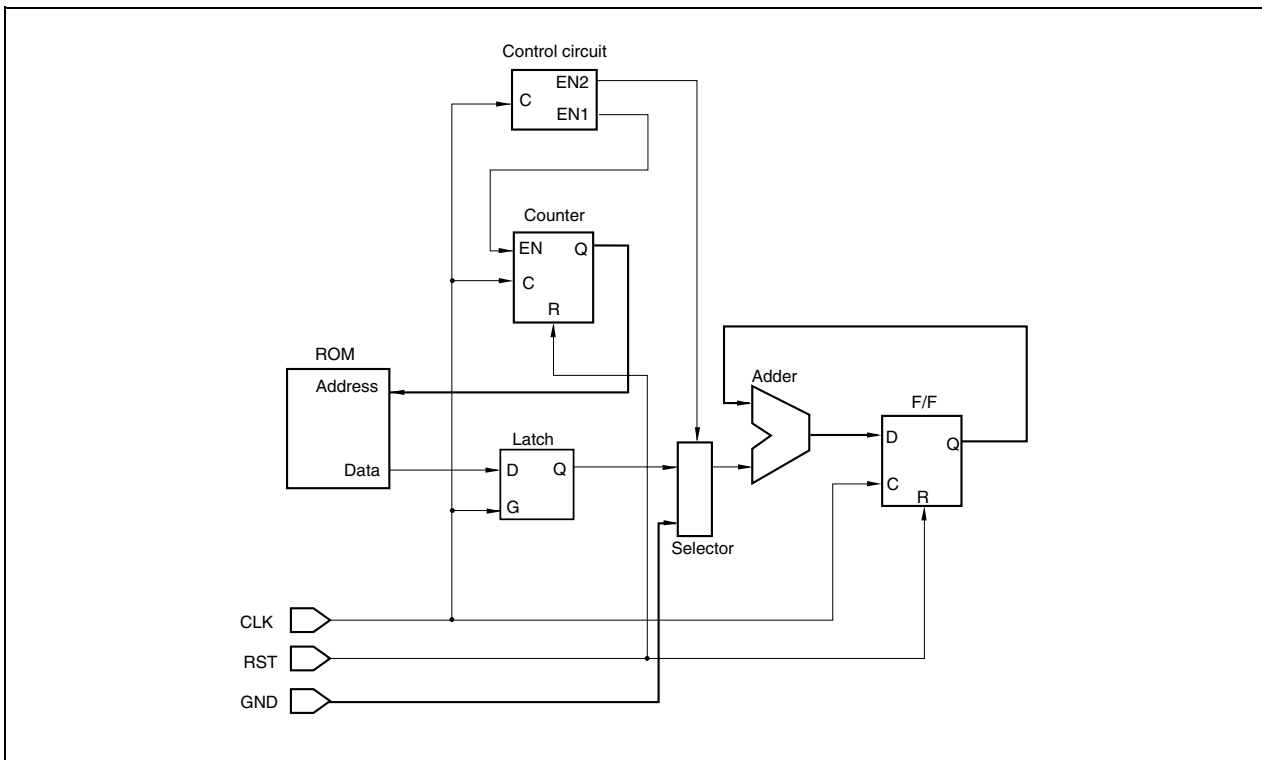 Control circuit
EN2
C
EN1
Counter
EN
Q
C
R
ROM
Address
Data
Latch
D
Q
G
Selector
Adder
F/F
D
Q
C
R
CLK
RST
GND